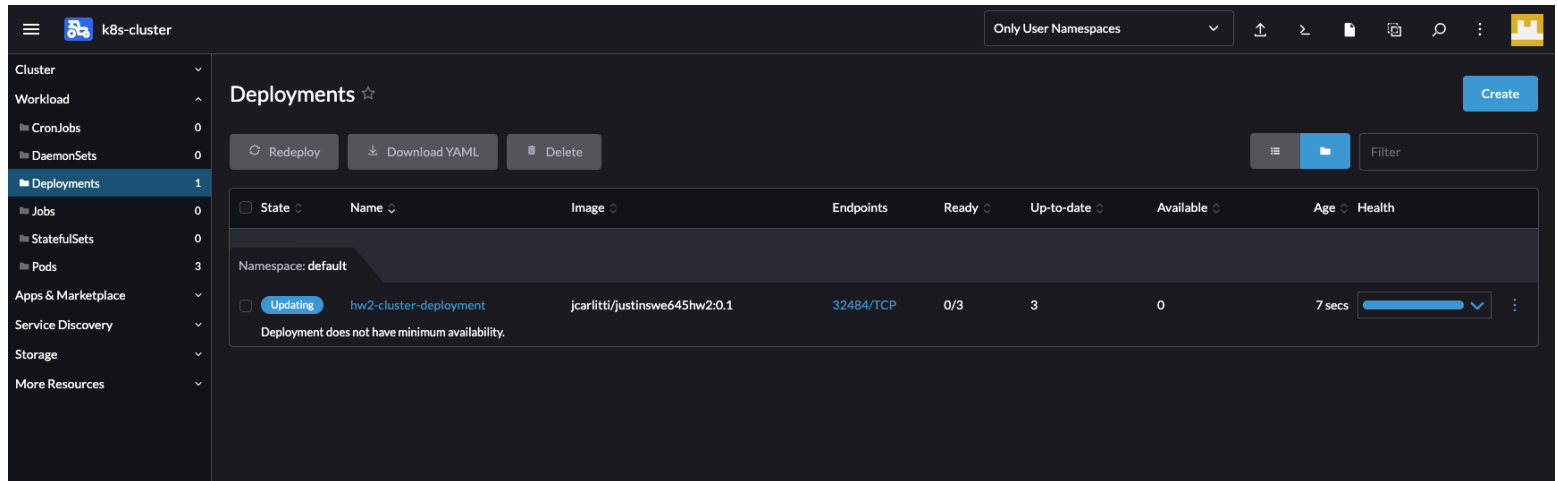 k8s-cluster
Only User Namespaces
Cluster
Workload
CronJobs 0
DaemonSets 0
Deployments 1
Jobs 0
StatefulSets 0
Pods 3
Apps & Marketplace
Service Discovery
Storage
More Resources
Deployments
Create
Redeploy Download YAML Delete
Filter
State Name Image Endpoints Ready Up-to-date Available Age Health
Namespace: default
Updating hw2-cluster-deployment jcarlitti/justinswe645hw2:0.1 32484/TCP 0/3 3 0 7 secs
Deployment does not have minimum availability.